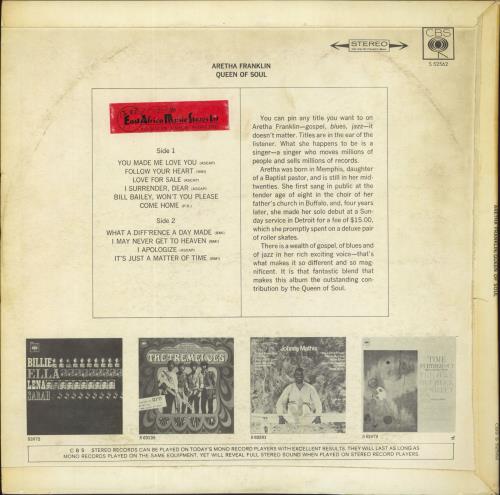 STEREO
CBS
S 52562
ARETHA FRANKLIN
QUEEN OF SOUL
East Africa Music Stores Ltd
Side 1
YOU MADE ME LOVE YOU (ASCAP)
FOLLOW YOUR HEART (BMI)
LOVE FOR SALE (ASCAP)
I SURRENDER, DEAR (ASCAP)
BILL BAILEY, WON'T YOU PLEASE
COME HOME (P.D.)
Side 2
WHAT A DIFF'RENCE A DAY MADE (BMI)
I MAY NEVER GET TO HEAVEN (BMI)
I APOLOGIZE (ASCAP)
IT'S JUST A MATTER OF TIME (BMI)
You can pin any title you want to on
Aretha Franklin—gospel, blues, jazz—it
doesn't matter. Titles are in the ear of the
listener. What she happens to be is a
singer—a singer who moves millions of
people and sells millions of records.
Aretha was born in Memphis, daughter
of a Baptist pastor, and is still in her mid-
twenties. She first sang in public at the
tender age of eight in the choir of her
father's church in Buffalo, and, four years
later, she made her solo debut at a Sun-
day service in Detroit for a fee of $15.00,
which she promptly spent on a deluxe pair
of roller skates.
There is a wealth of gospel, of blues and
of jazz in her rich exciting voice—that's
what makes it so different and so mag-
nificent. It is that fantastic blend that
makes this album the outstanding con-
tribution by the Queen of Soul.
BILLIE
ELLA
LENA
SARAH
THE TREMELOES
Johnny Mathis
TIME
C B S STEREO RECORDS CAN BE PLAYED ON TODAY'S MONO RECORD PLAYERS WITH EXCELLENT RESULTS. THEY WILL LAST AS LONG AS
MONO RECORDS PLAYED ON THE SAME EQUIPMENT, YET WILL REVEAL FULL STEREO SOUND WHEN PLAYED ON STEREO RECORD PLAYERS.